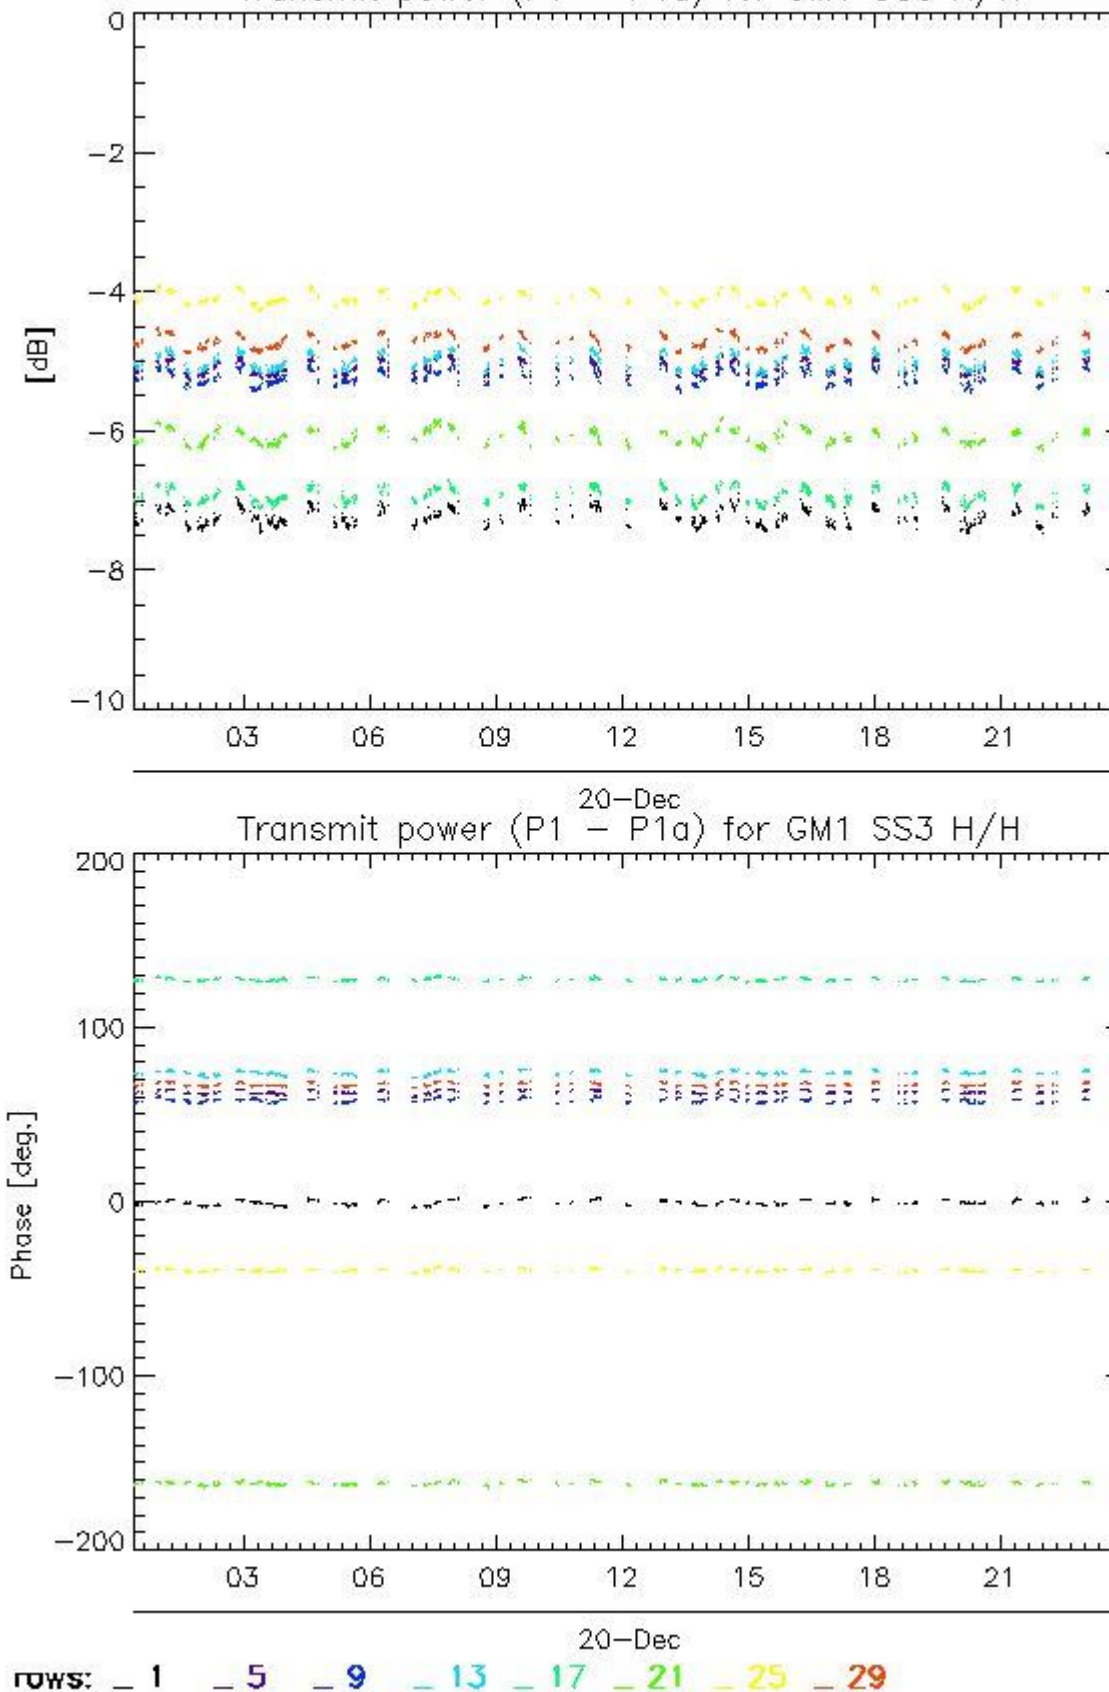 0
−2
−4
−6
−8
−10
[dB]
03 06 09 12 15 18 21
20−Dec
Transmit power (P1 − P1a) for GM1 SS3 H/H
200
100
0
−100
−200
Phase [deg.]
03 06 09 12 15 18 21
20−Dec
rows: _ 1 _ 5 _ 9 _ 13 _ 17 _ 21 _ 25 _ 29